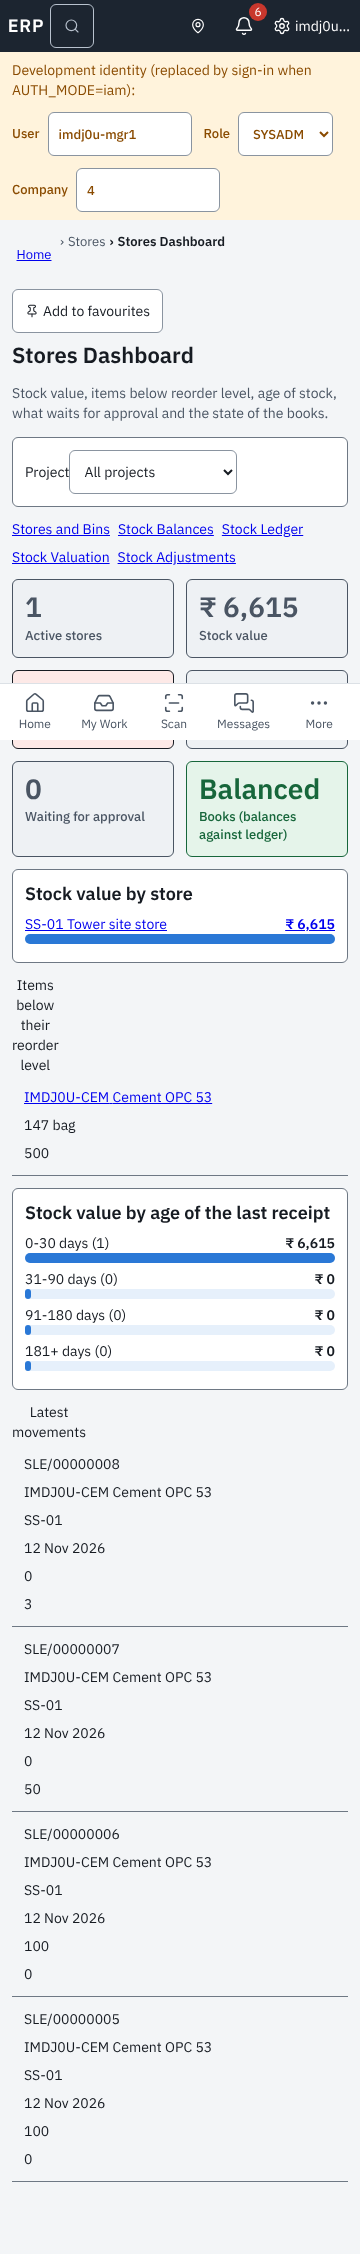 ERP
6
imdj0u...
Development identity (replaced by sign-in when
AUTH_MODE=iam):
User imdj0u-mgr1 Role SYSADM
Company 4
Home › Stores › Stores Dashboard
Add to favourites
Stores Dashboard
Stock value, items below reorder level, age of stock,
what waits for approval and the state of the books.
Project All projects
Stores and Bins Stock Balances Stock Ledger
Stock Valuation Stock Adjustments
1
Active stores
₹ 6,615
Stock value
Home My Work Scan Messages More
0
Waiting for approval
Balanced
Books (balances
against ledger)
Stock value by store
SS-01 Tower site store ₹ 6,615
Items
below
their
reorder
level
IMDJ0U-CEM Cement OPC 53
147 bag
500
Stock value by age of the last receipt
0-30 days (1) ₹ 6,615
31-90 days (0) ₹ 0
91-180 days (0) ₹ 0
181+ days (0) ₹ 0
Latest
movements
SLE/00000008
IMDJ0U-CEM Cement OPC 53
SS-01
12 Nov 2026
0
3
SLE/00000007
IMDJ0U-CEM Cement OPC 53
SS-01
12 Nov 2026
0
50
SLE/00000006
IMDJ0U-CEM Cement OPC 53
SS-01
12 Nov 2026
100
0
SLE/00000005
IMDJ0U-CEM Cement OPC 53
SS-01
12 Nov 2026
100
0